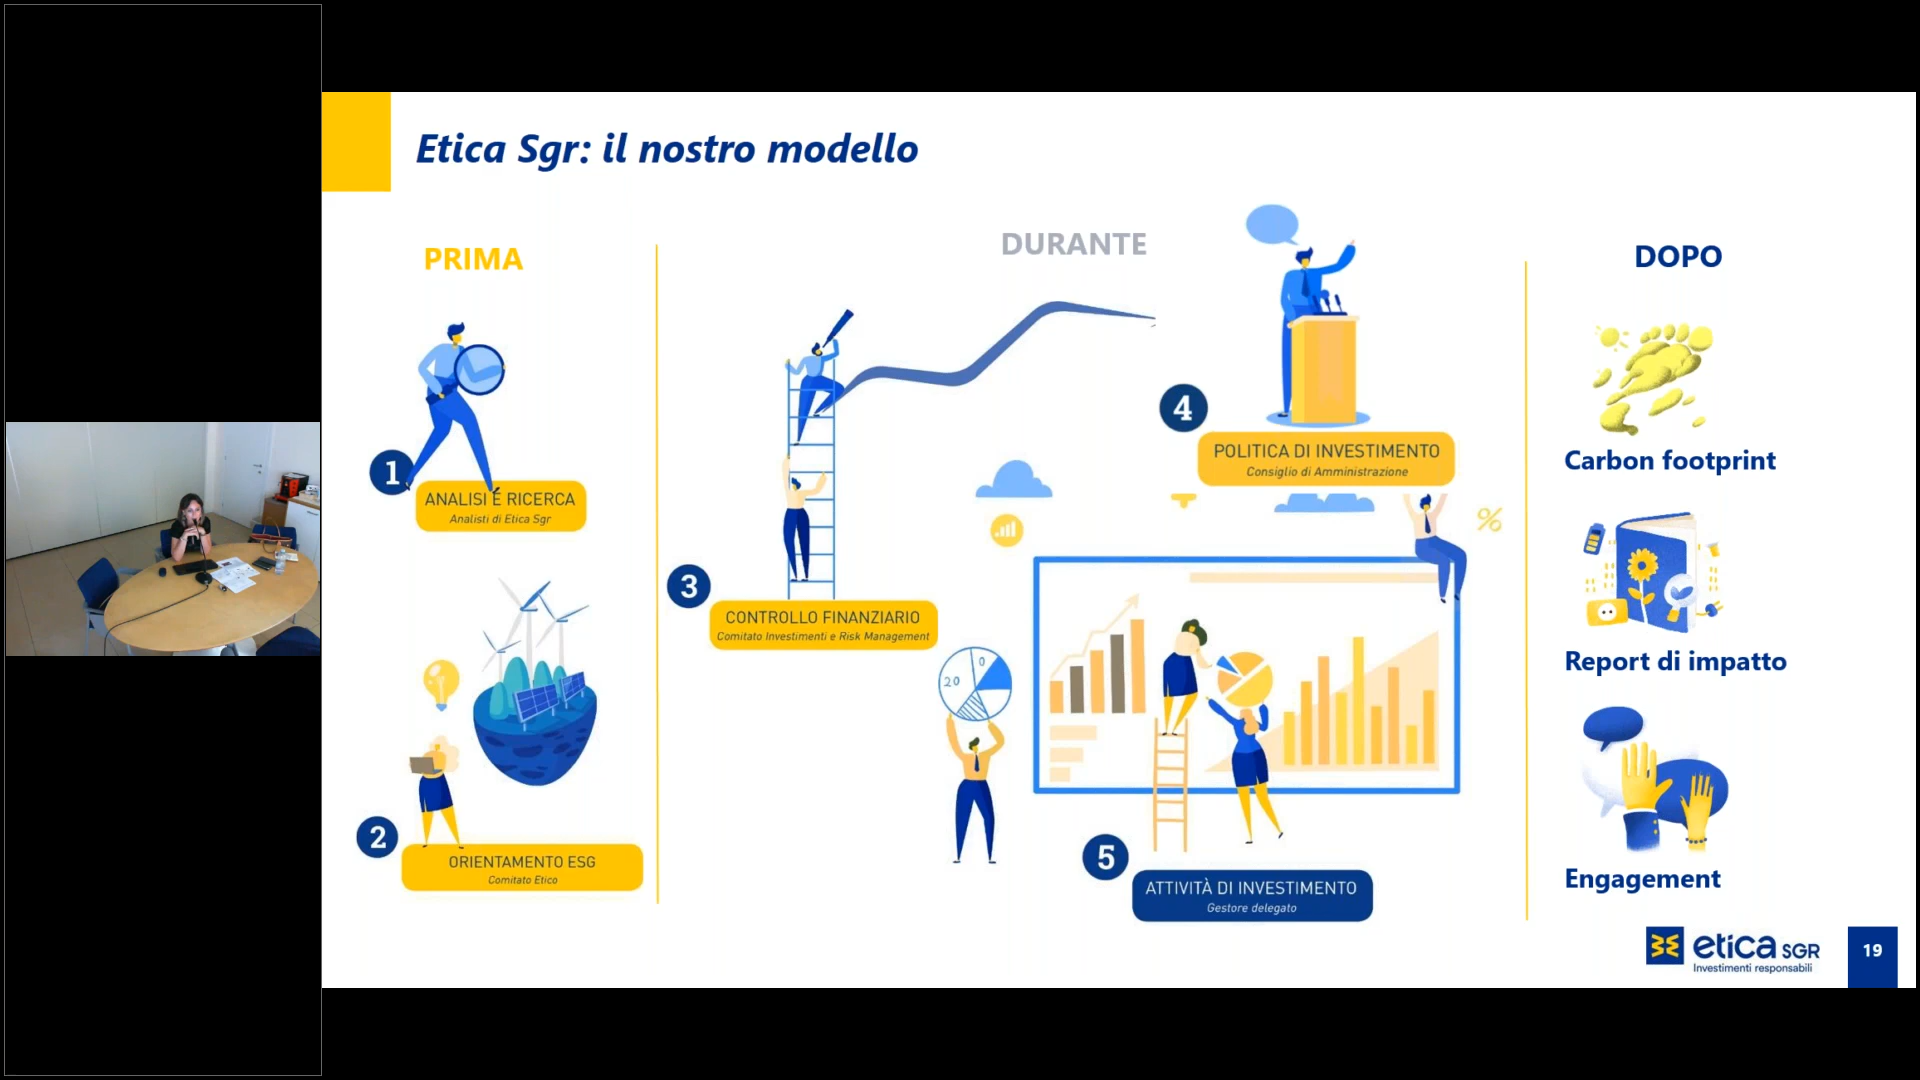 Etica Sgr: il nostro modello
PRIMA
1
ANALISI E RICERCA
Analisti di Etica Sgr
2
ORIENTAMENTO ESG
Comitato Etico
DURANTE
3
CONTROLLO FINANZIARIO
Comitato Investimenti e Risk Management
4
POLITICA DI INVESTIMENTO
Consiglio di Amministrazione
%
20
0
5
ATTIVITÀ DI INVESTIMENTO
Gestore delegato
DOPO
Carbon footprint
Report di impatto
Engagement
etica SGR
Investimenti responsabili
19